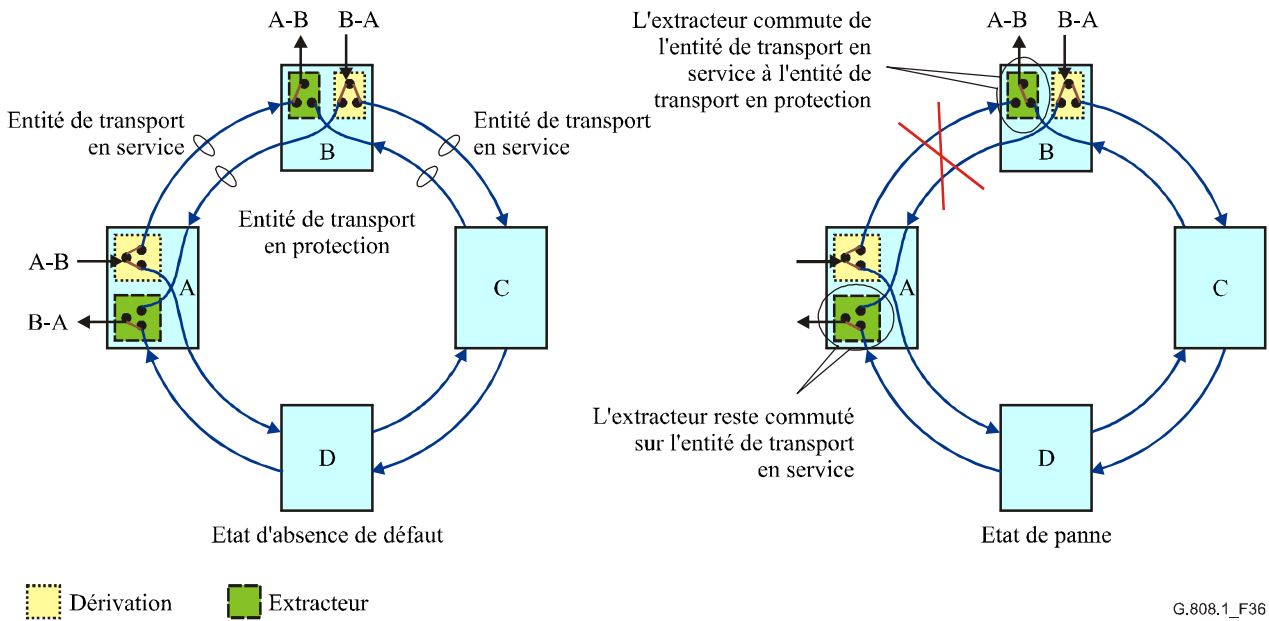 A-B
B-A
Entité de transport
en service
Entité de transport
en service
B
Entité de transport
en protection
A-B
A
B-A
C
D
Etat d'absence de défaut
L'extracteur commute de
l'entité de transport en
service à l'entité de
transport en protection
A-B
B-A
B
A
C
L'extracteur reste commuté
sur l'entité de transport
en service
D
Etat de panne
Dérivation
Extracteur
G.808.1_F36